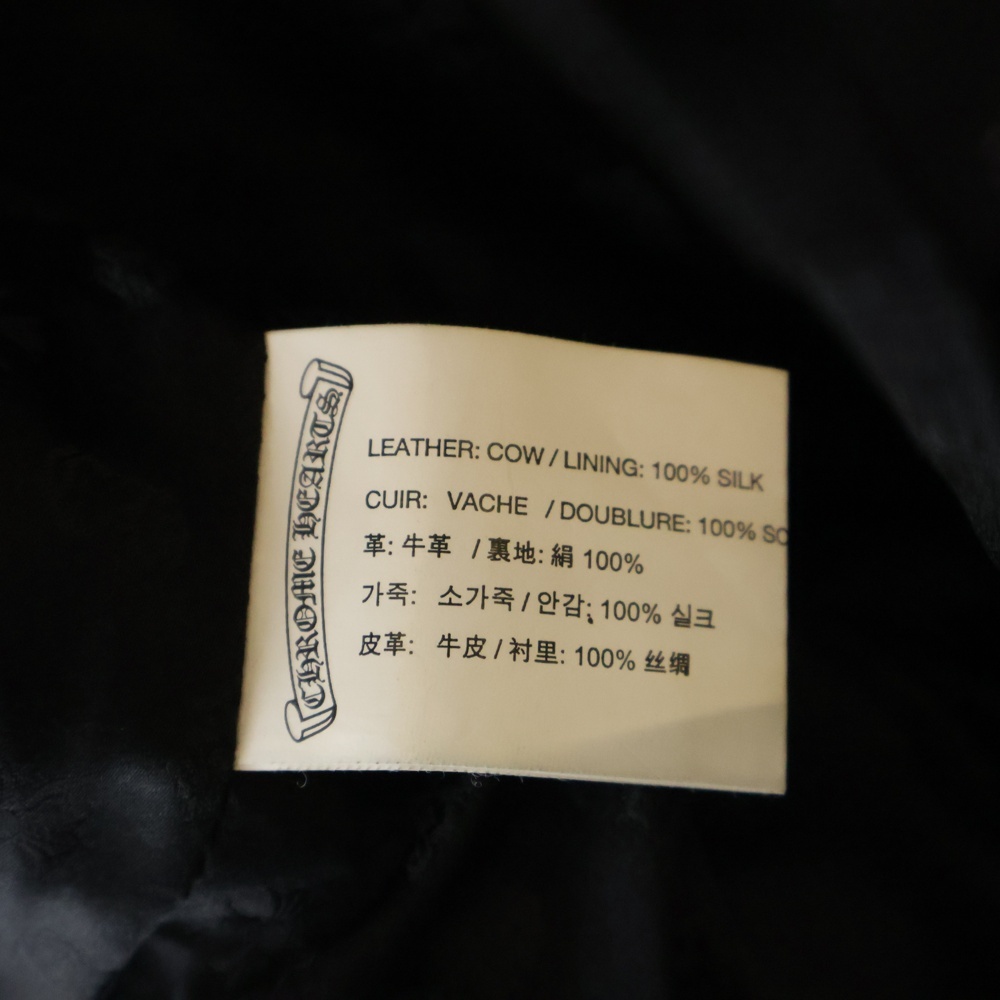 CHROME HEARTS
LEATHER: COW / LINING: 100% SILK
CUIR: VACHE / DOUBLURE: 100% SO
革: 牛革 / 裏地: 絹 100%
가죽: 소가죽 / 안감: 100% 실크
皮革: 牛皮 / 衬里: 100% 丝绸